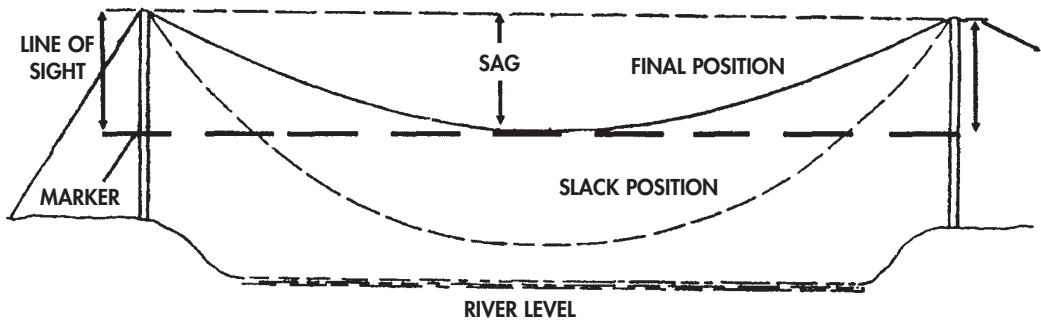 LINE OF
SIGHT
SAG
FINAL POSITION
MARKER
SLACK POSITION
RIVER LEVEL